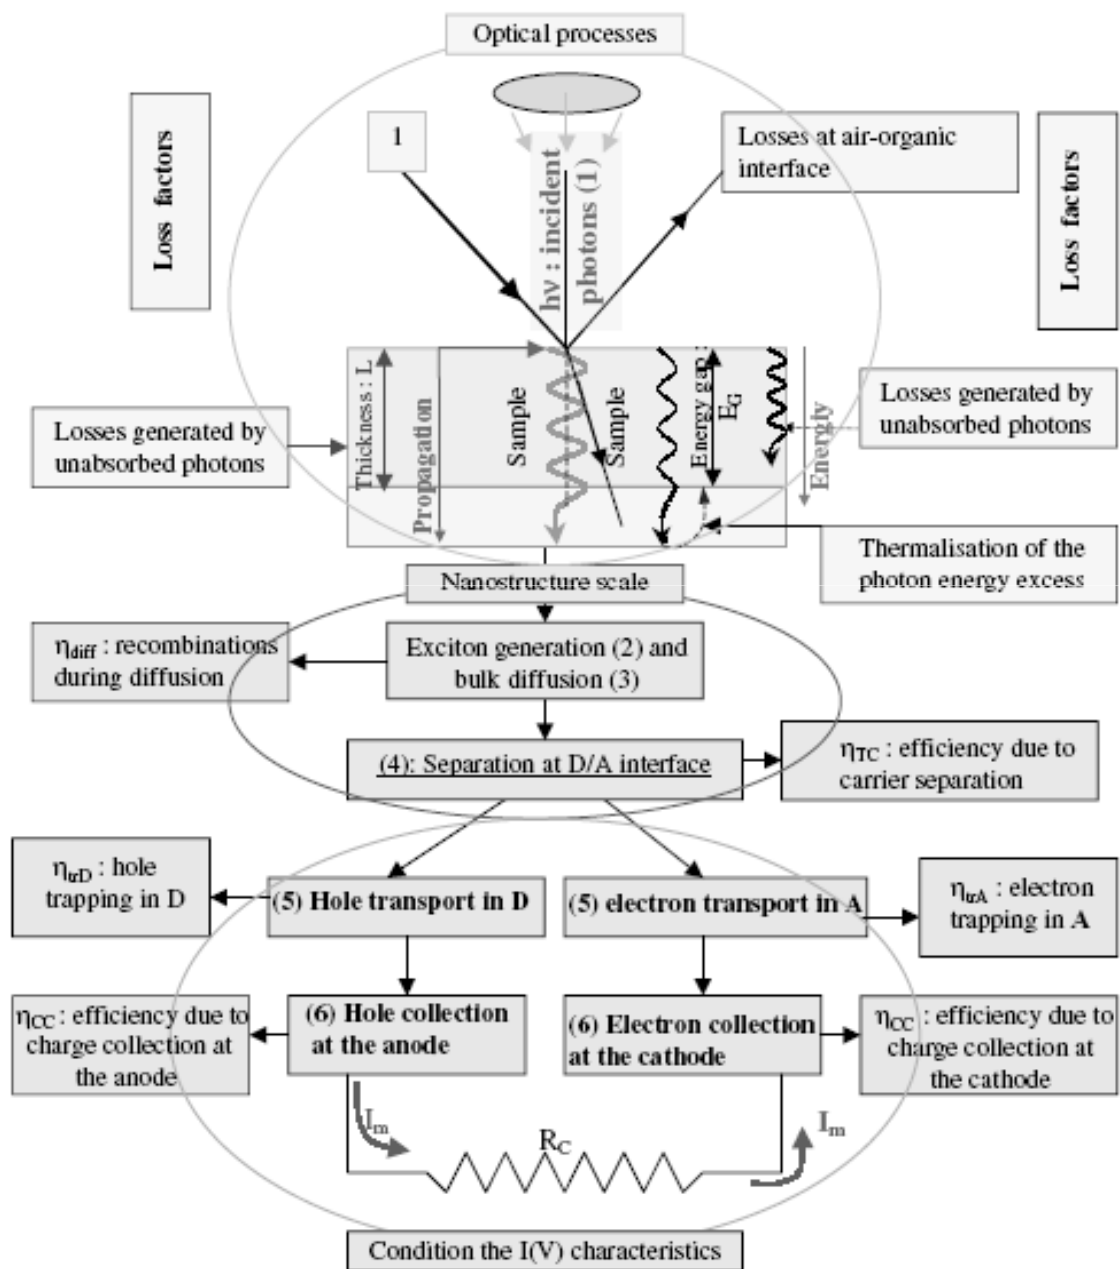 Optical processes
Loss factors
1
hν : incident
photons (1)
Losses at air-organic
interface
Loss factors
Thickness : L
Propagation
Sample
Sample
Energy gap :
E_G
Energly
Losses generated by
unabsorbed photons
Losses generated by
unabsorbed photons
Thermalisation of the
photon energy excess
Nanostructure scale
η_diff : recombinations
during diffusion
Exciton generation (2) and
bulk diffusion (3)
(4): Separation at D/A interface
η_TC : efficiency due to
carrier separation
η_trD : hole
trapping in D
(5) Hole transport in D
(5) electron transport in A
η_trA : electron
trapping in A
η_CC : efficiency due to
charge collection at
the anode
(6) Hole collection
at the anode
(6) Electron collection
at the cathode
η_CC : efficiency due to
charge collection at
the cathode
I_m
R_C
I_m
Condition the I(V) characteristics